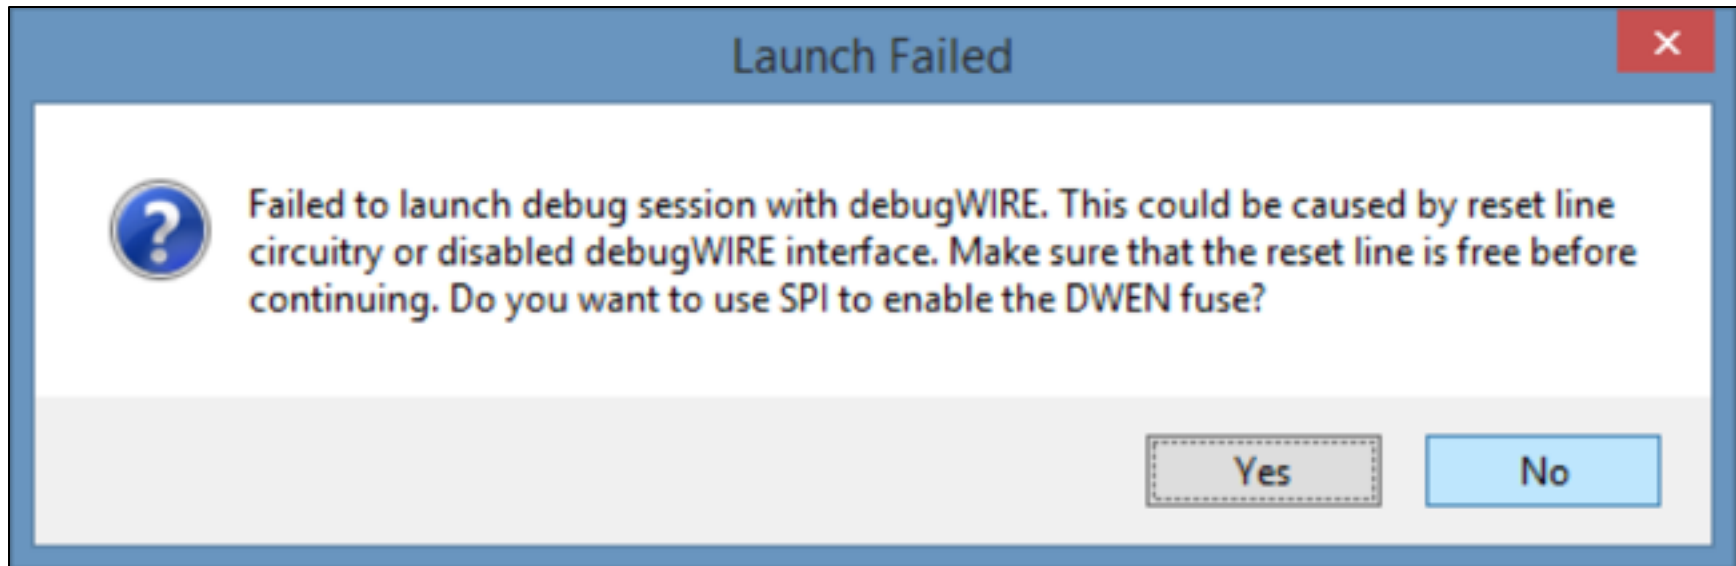 Launch Failed
Failed to launch debug session with debugWIRE. This could be caused by reset line
circuitry or disabled debugWIRE interface. Make sure that the reset line is free before
continuing. Do you want to use SPI to enable the DWEN fuse?
Yes
No